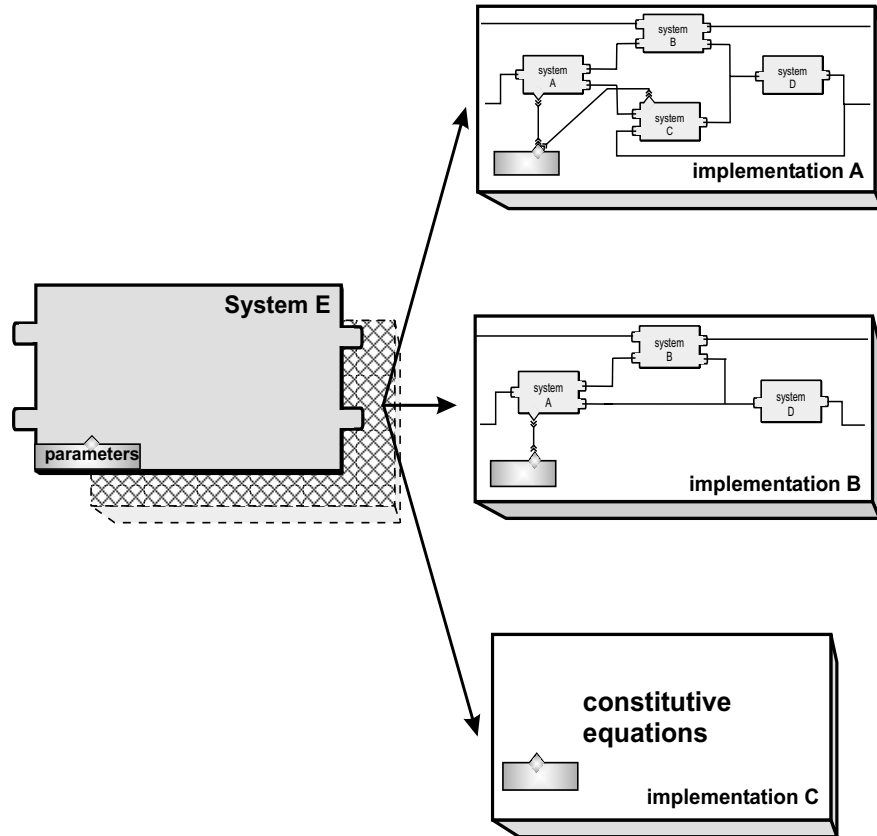 system
B
system
A
system
D
system
C
implementation A
System E
parameters
system
B
system
A
system
D
implementation B
constitutive
equations
implementation C